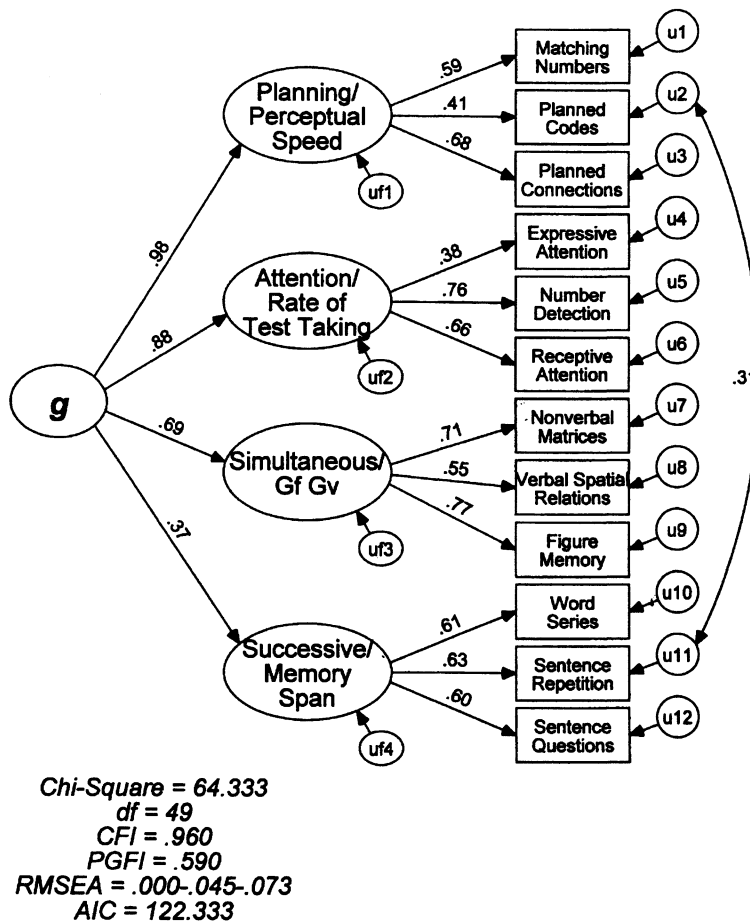 u1
Matching
Numbers
.59
Planning/
Perceptual
Speed
.41
Planned
Codes
u2
.68
Planned
Connections
u3
uf1
.98
Expressive
Attention
u4
.38
Attention/
Rate of
Test Taking
.76
Number
Detection
u5
.66
Receptive
Attention
u6
uf2
.88
g
.31
.69
Nonverbal
Matrices
u7
.71
Simultaneous/
Gf Gv
.55
Verbal Spatial
Relations
u8
.77
Figure
Memory
u9
uf3
.37
Word
Series
u10
.61
Successive/
Memory
Span
.63
Sentence
Repetition
u11
.60
Sentence
Questions
u12
uf4
Chi-Square = 64.333
df = 49
CFI = .960
PGFI = .590
RMSEA = .000-.045-.073
AIC = 122.333